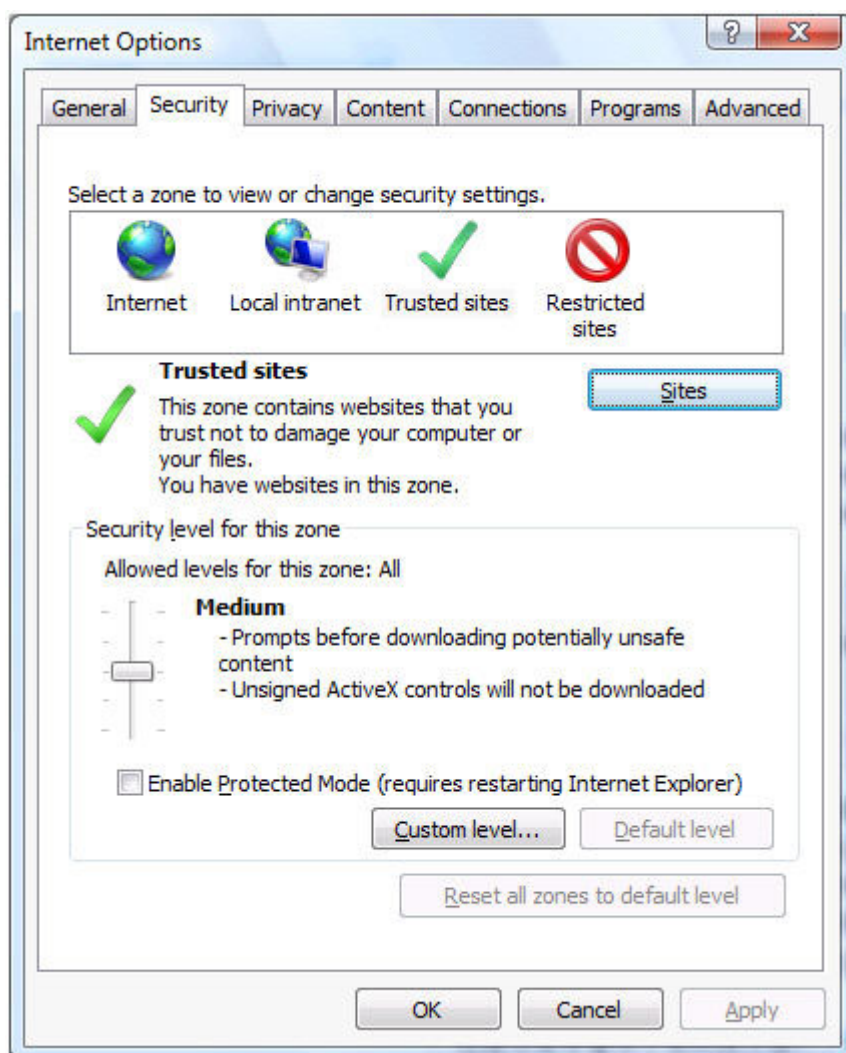 Internet Options
General Security Privacy Content Connections Programs Advanced
Select a zone to view or change security settings.
Internet Local intranet Trusted sites Restricted
sites
Trusted sites
Sites
This zone contains websites that you
trust not to damage your computer or
your files.
You have websites in this zone.
Security level for this zone
Allowed levels for this zone: All
Medium
- Prompts before downloading potentially unsafe
content
- Unsigned ActiveX controls will not be downloaded
Enable Protected Mode (requires restarting Internet Explorer)
Custom level... Default level
Reset all zones to default level
OK Cancel Apply